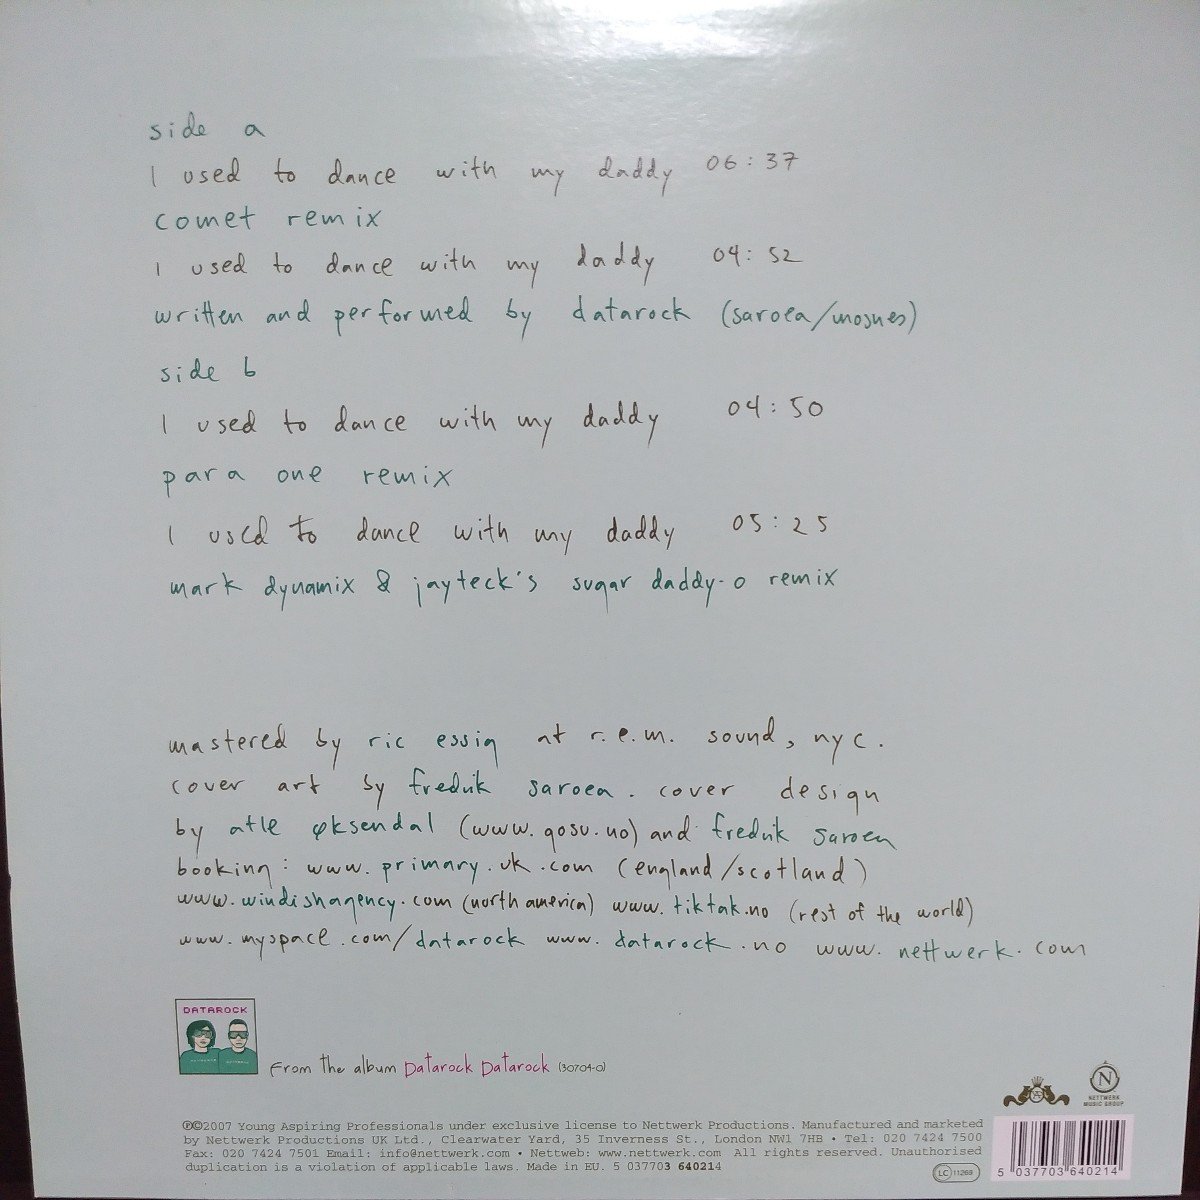 side a
I used to dance with my daddy 06:37
comet remix
I used to dance with my daddy 04:52
written and performed by datarock (saroea/mosnes)
side b
I used to dance with my daddy 04:50
para one remix
I used to dance with my daddy 05:25
mark dynamix & jayteck's sugar daddy-o remix
mastered by ric essig at r.e.m. sound, nyc.
cover art by fredrik saroea. cover design
by atle øksendal (www.gosu.no) and fredrik saroea
booking: www.primary.uk.com (england/scotland)
www.windishagency.com (north america) www.tiktak.no (rest of the world)
www.myspace.com/datarock www.datarock.no www.nettwerk.com
DATAROCK
From the album Datarock Datarock (30704-0)
N
NETTWERK
MUSIC GROUP
℗©2007 Young Aspiring Professionals under exclusive license to Nettwerk Productions. Manufactured and marketed
by Nettwerk Productions UK Ltd., Clearwater Yard, 35 Inverness St., London NW1 7HB • Tel: 020 7424 7500
Fax: 020 7424 7501 Email: info@nettwerk.com • Nettweb: www.nettwerk.com All rights reserved. Unauthorised
duplication is a violation of applicable laws. Made in EU. 5 037703 640214
LC 11269
5 037703 640214